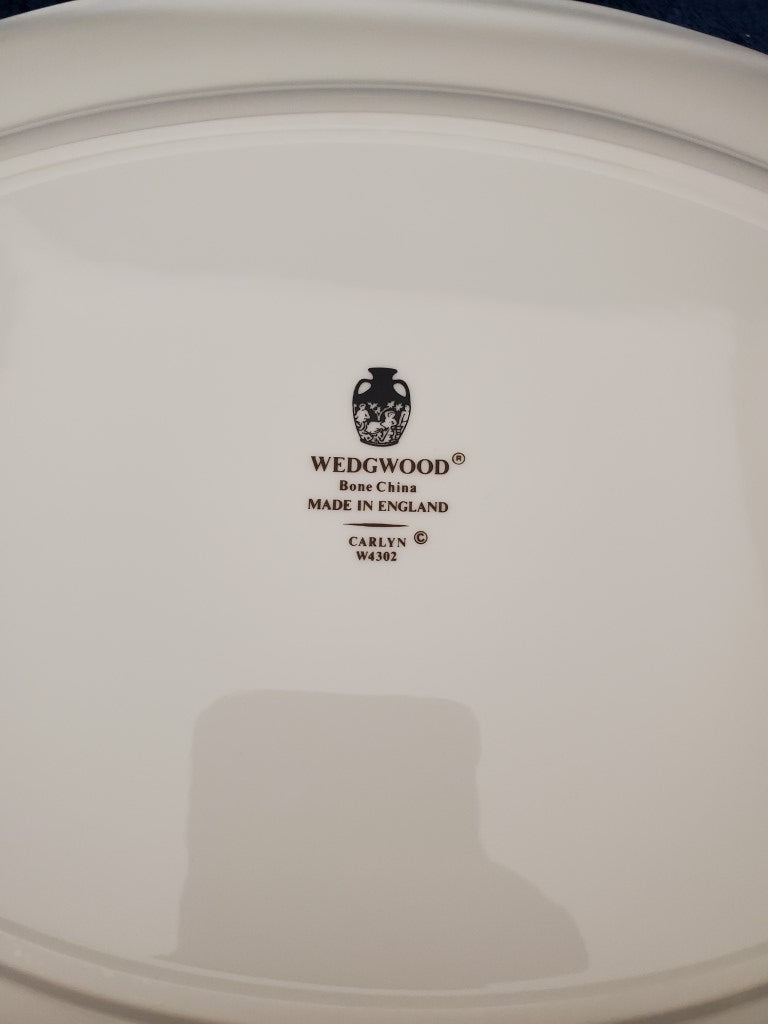 WEDGWOOD®
Bone China
MADE IN ENGLAND
CARLYN ©
W4302